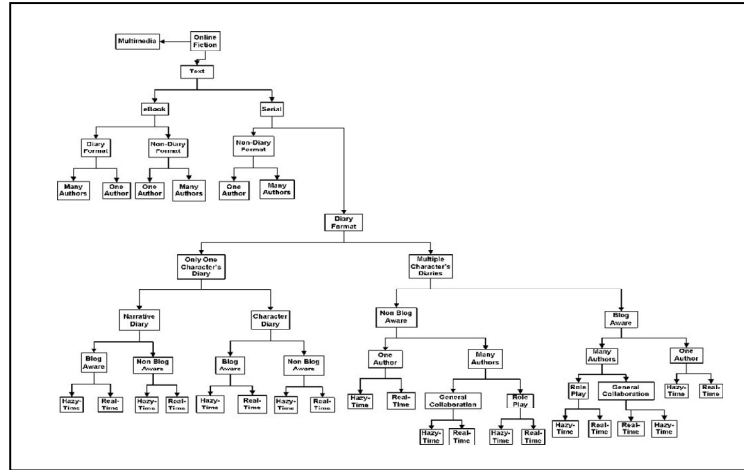 Online
Fiction
Multimedia
Text
eBook
Serial
Diary
Format
Non-Diary
Format
Non-Diary
Format
Many
Authors
One
Author
One
Author
Many
Authors
One
Author
Many
Authors
Diary
Format
Only One
Character's
Diary
Multiple
Character's
Diaries
Narrative
Diary
Character
Diary
Non Blog
Aware
Blog
Aware
Blog
Aware
Non Blog
Aware
Blog
Aware
Non Blog
Aware
One
Author
Many
Authors
Many
Authors
One
Author
Hazy-
Time
Real-
Time
Hazy-
Time
Real-
Time
Hazy-
Time
Real-
Time
Hazy-
Time
Real-
Time
Hazy-
Time
Real-
Time
General
Collaboration
Role
Play
Role
Play
General
Collaboration
Hazy-
Time
Real-
Time
Hazy-
Time
Real-
Time
Hazy-
Time
Real-
Time
Hazy-
Time
Real-
Time
Real-
Time
Hazy-
Time